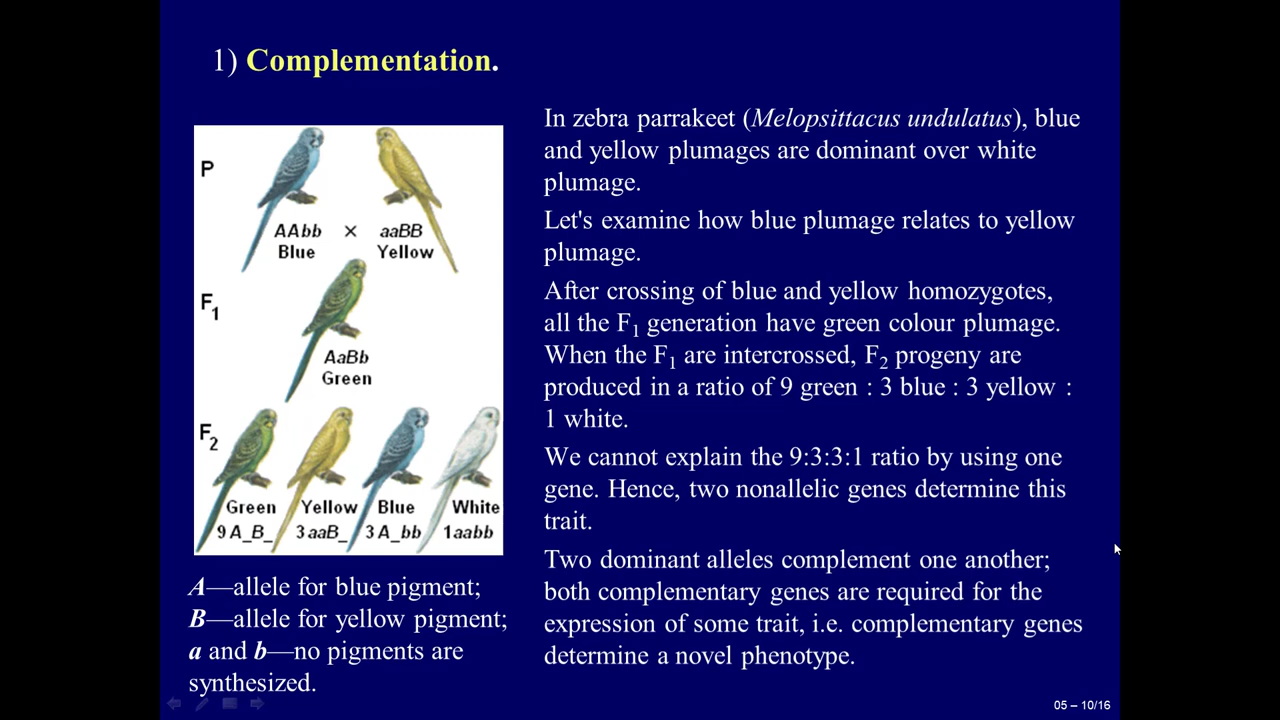 1) Complementation.
P
AAbb × aaBB
Blue Yellow
F1
AaBb
Green
F2
Green Yellow Blue White
9 A_B_ 3 aaB_ 3 A_bb 1 aabb
A—allele for blue pigment;
B—allele for yellow pigment;
a and b—no pigments are
synthesized.
In zebra parrakeet (Melopsittacus undulatus), blue
and yellow plumages are dominant over white
plumage.
Let's examine how blue plumage relates to yellow
plumage.
After crossing of blue and yellow homozygotes,
all the F1 generation have green colour plumage.
When the F1 are intercrossed, F2 progeny are
produced in a ratio of 9 green : 3 blue : 3 yellow :
1 white.
We cannot explain the 9:3:3:1 ratio by using one
gene. Hence, two nonallelic genes determine this
trait.
Two dominant alleles complement one another;
both complementary genes are required for the
expression of some trait, i.e. complementary genes
determine a novel phenotype.
05 – 10/16